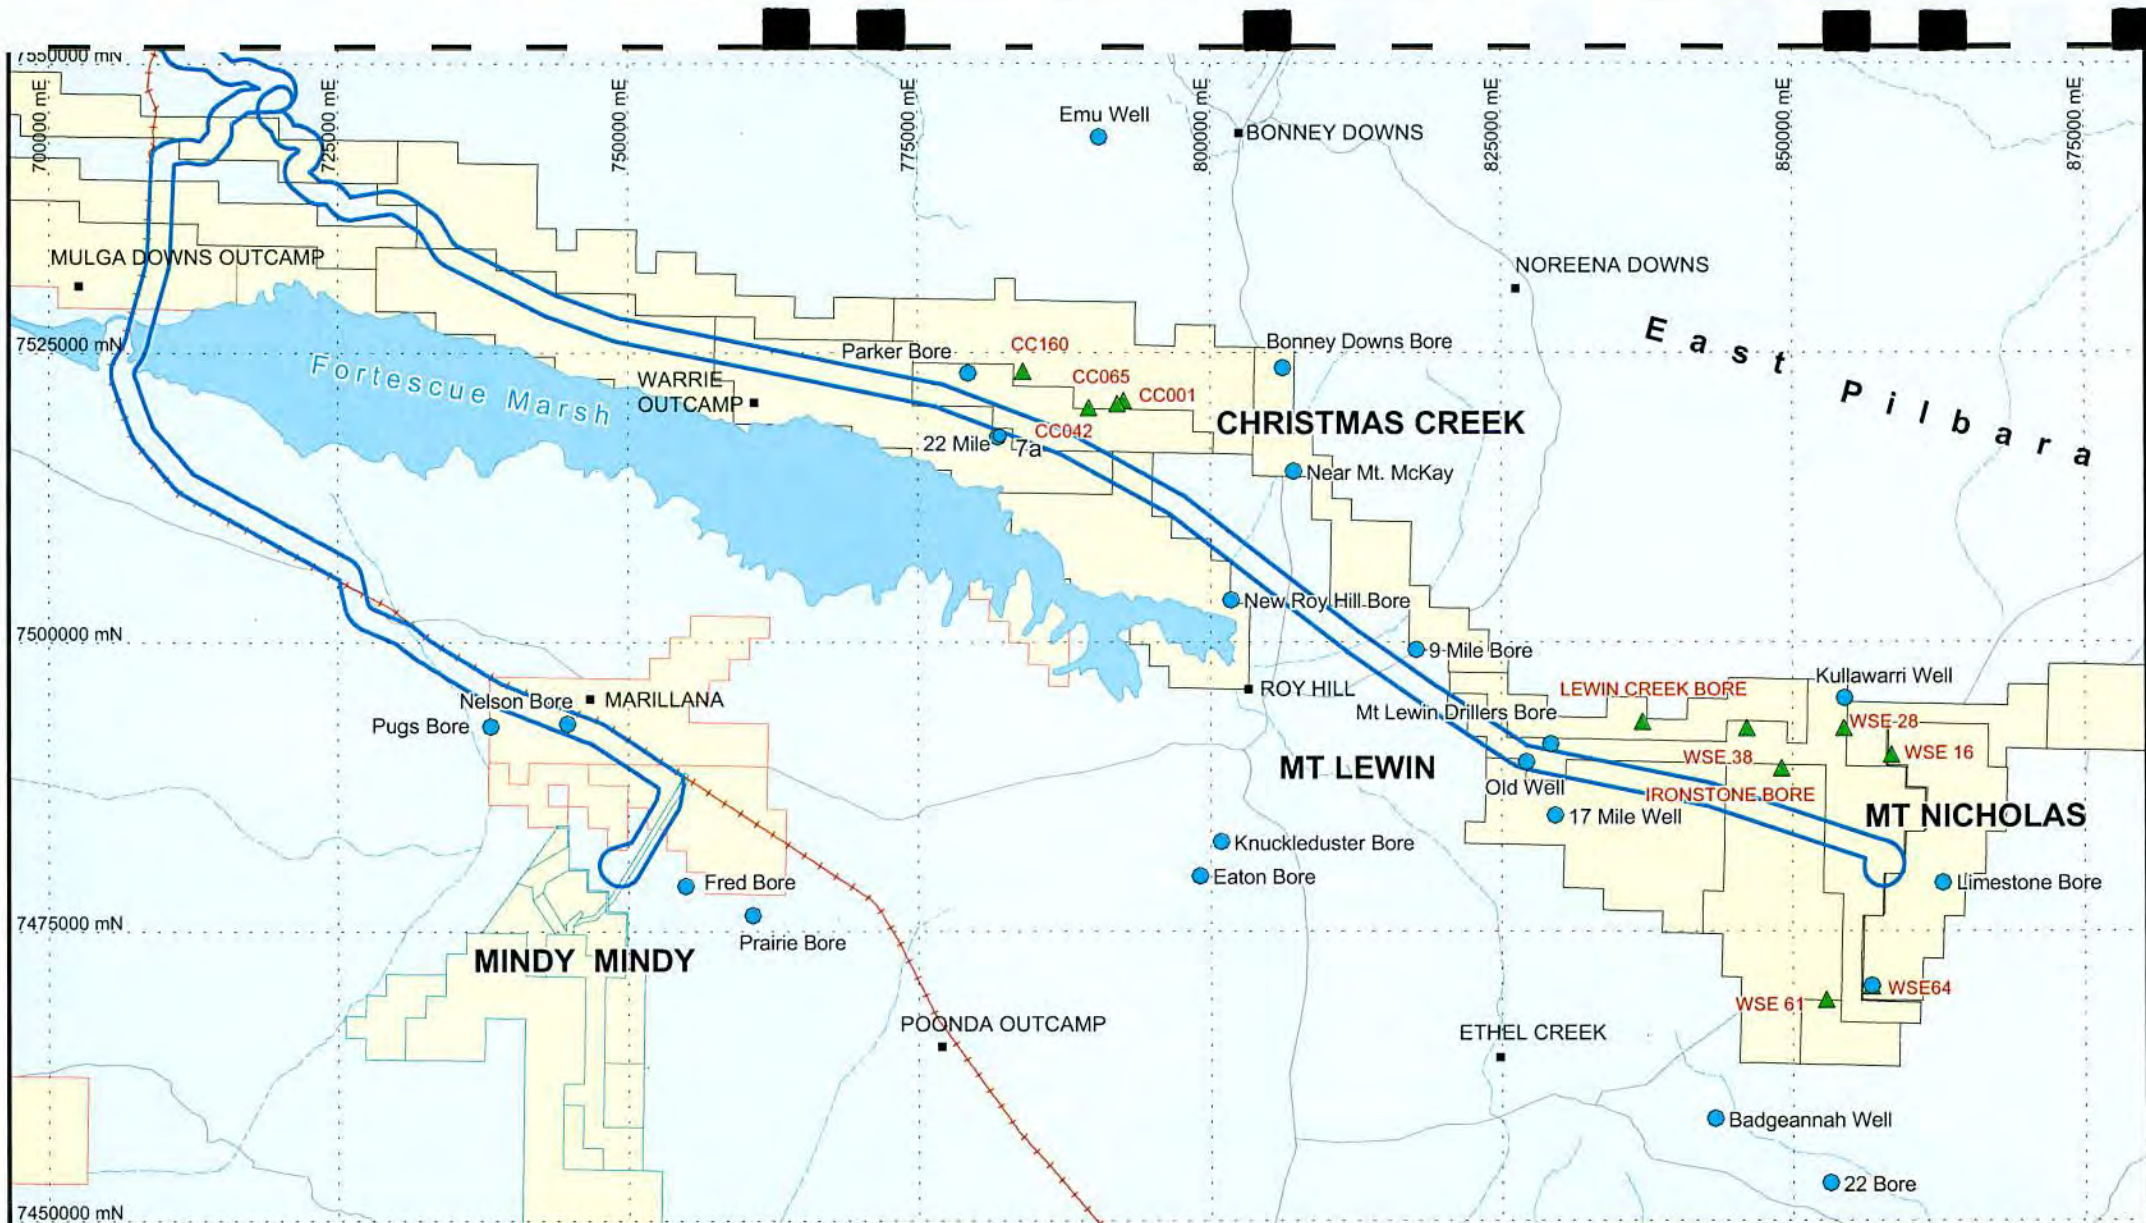 7550000 mN
700000 mE
725000 mE
750000 mE
775000 mE
800000 mE
825000 mE
850000 mE
875000 mE
Emu Well
BONNEY DOWNS
MULGA DOWNS OUTCAMP
NOREENA DOWNS
East Pilbara
7525000 mN
Fortescue Marsh
WARRIE
OUTCAMP
Parker Bore
CC160
CC065
CC001
CC042
22 Mile
7a
Bonney Downs Bore
CHRISTMAS CREEK
Near Mt. McKay
New Roy Hill Bore
7500000 mN
9 Mile Bore
ROY HILL
Nelson Bore
MARILLANA
Pugs Bore
LEWIN CREEK BORE
Kullawarri Well
Mt Lewin Drillers Bore
WSE 28
WSE 38
WSE 16
MT LEWIN
Old Well
IRONSTONE BORE
17 Mile Well
MT NICHOLAS
Knuckleduster Bore
Eaton Bore
Fred Bore
Limestone Bore
7475000 mN
Prairie Bore
MINDY MINDY
WSE64
WSE 61
POONDA OUTCAMP
ETHEL CREEK
Badgeannah Well
22 Bore
7450000 mN